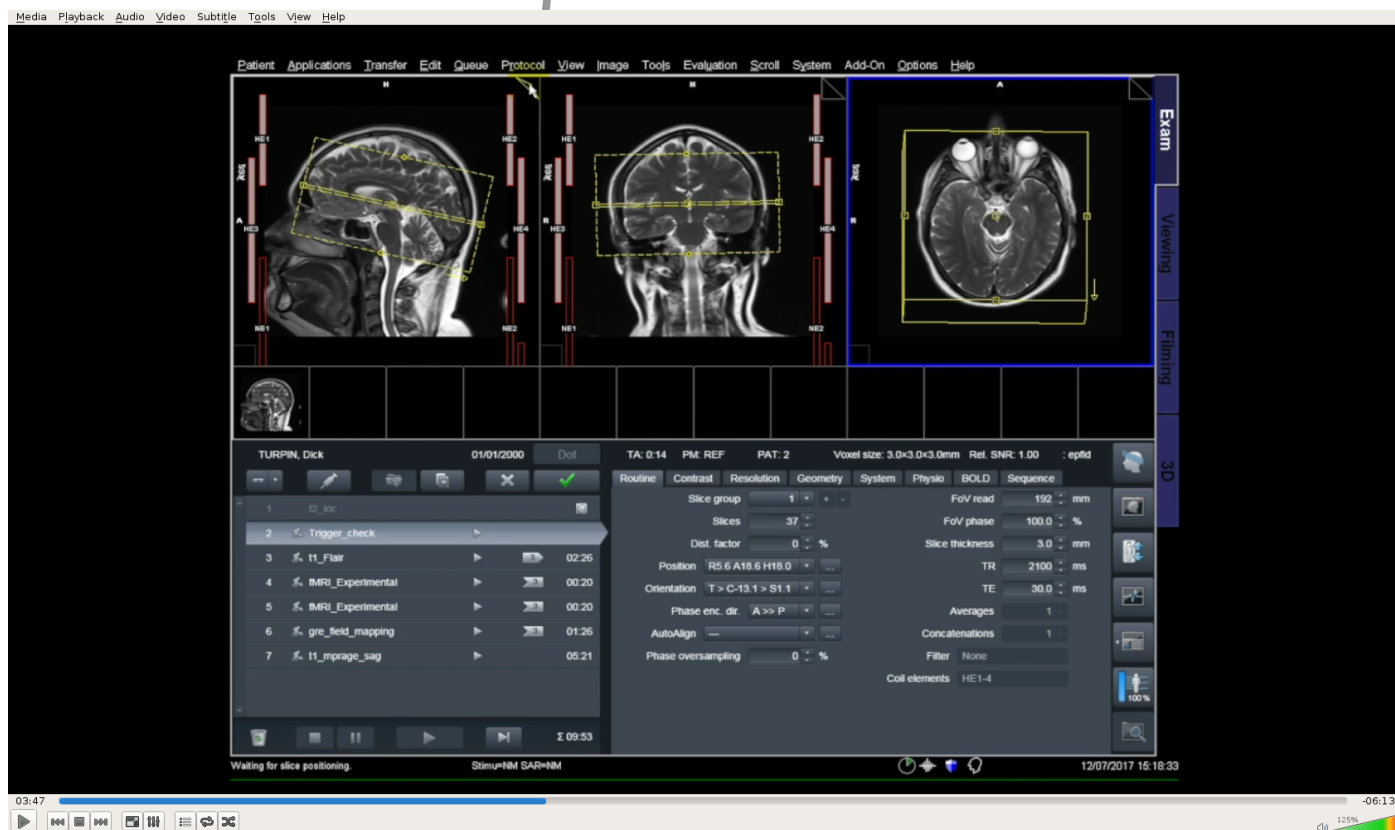 Media Playback Audio Video Subtitle Tools View Help
Patient Applications Transfer Edit Queue Protocol View Image Tools Evaluation Scroll System Add-On Options Help
H
HE1 HE2
A
HE3 HE4
NE1 NE2
H
HE1 HE2
R
HE3 HE4
NE1 NE2
A
R
Exam
Viewing
Filming
3D
TURPIN, Dick 01/01/2000 Dot
TA: 0:14 PM: REF PAT: 2 Voxel size: 3.0×3.0×3.0mm Rel. SNR: 1.00 : epfid
Routine Contrast Resolution Geometry System Physio BOLD Sequence
1 t2_loc
2 Trigger_check
3 t1_Flair 02:26
4 fMRI_Experimental 3 00:20
5 fMRI_Experimental 3 00:20
6 gre_field_mapping 3 01:26
7 t1_mprage_sag 05:21
Σ 09:53
Slice group 1 + -
Slices 37
Dist. factor 0 %
Position R5.6 A18.6 H18.0 ...
Orientation T > C-13.1 > S1.1 ...
Phase enc. dir. A >> P ...
AutoAlign --- ...
Phase oversampling 0 %
FoV read 192 mm
FoV phase 100.0 %
Slice thickness 3.0 mm
TR 2100 ms
TE 30.0 ms
Averages 1
Concatenations 1
Filter None
Coil elements HE1-4
100 %
Waiting for slice positioning. Stimu=NM SAR=NM 12/07/2017 15:18:33
03:47 -06:13
125%